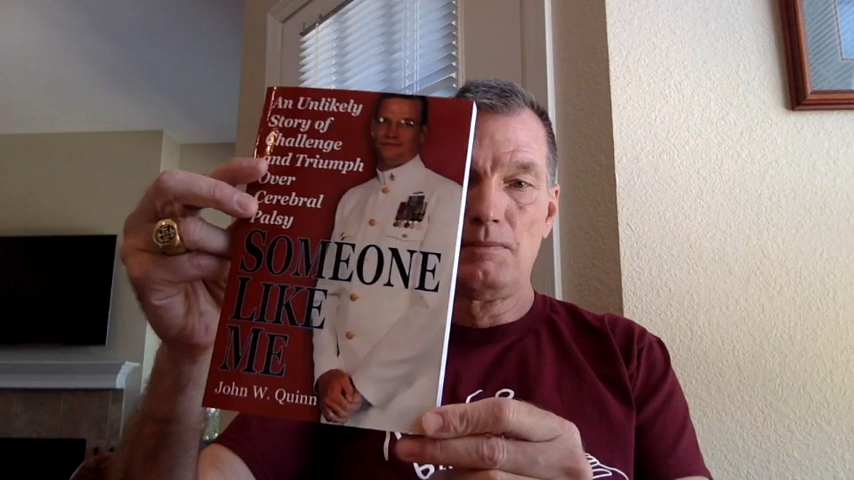 An Unlikely
Story of
Challenge
and Triumph
Over
Cerebral
Palsy
SOMEONE
LIKE
ME
John W. Quinn